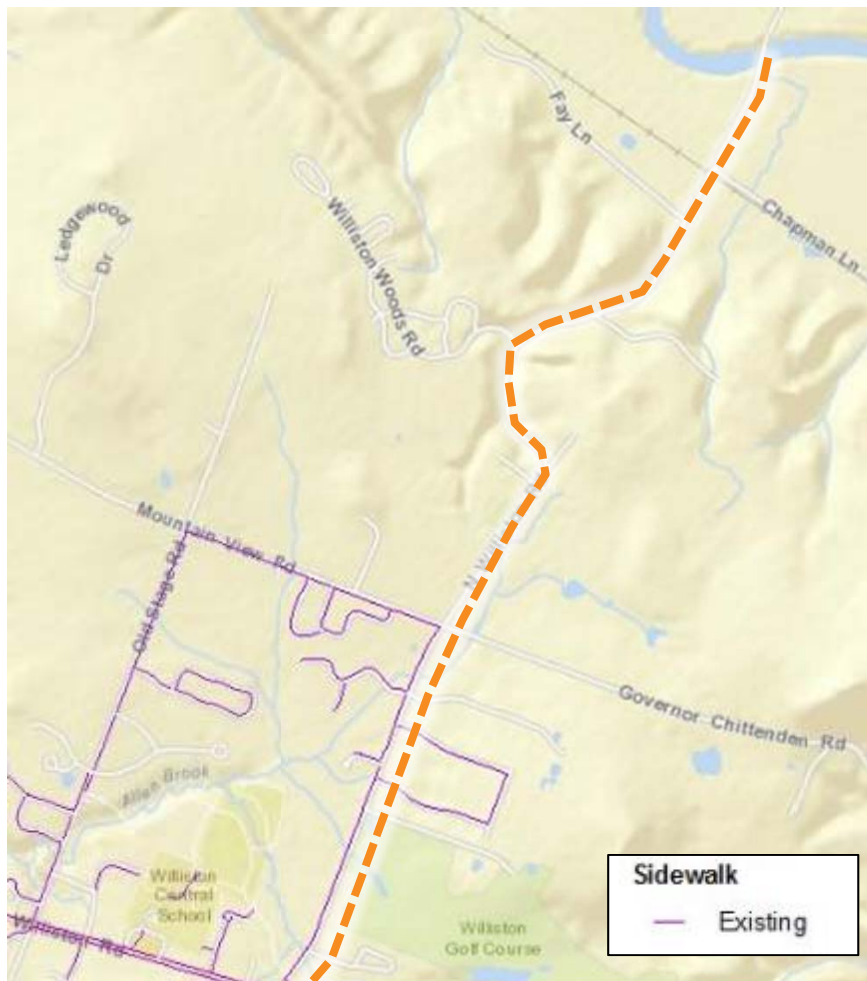 Fay Ln
Chapman Ln
Ledgewood
Dr
Williston Woods Rd
Mountain View Rd
Old Stage Rd
Governor Chittenden Rd
Allen Brook
Williston
Central
School
Williston Rd
Williston
Golf Course
Sidewalk
Existing